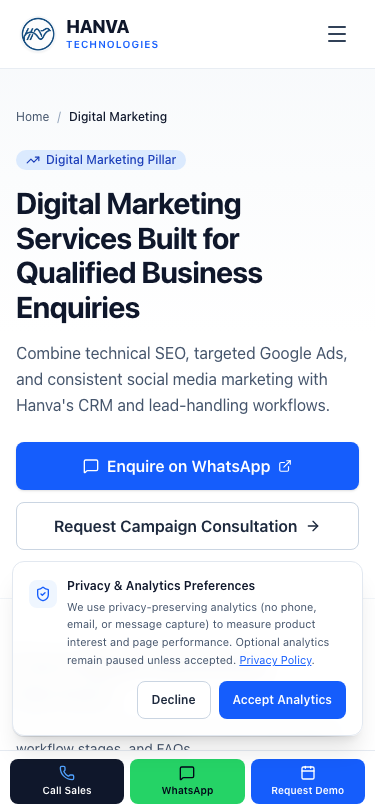 HANVA
TECHNOLOGIES
Home / Digital Marketing
Digital Marketing Pillar
Digital Marketing
Services Built for
Qualified Business
Enquiries
Combine technical SEO, targeted Google Ads,
and consistent social media marketing with
Hanva's CRM and lead-handling workflows.
Enquire on WhatsApp
Request Campaign Consultation
Privacy & Analytics Preferences
We use privacy-preserving analytics (no phone,
email, or message capture) to measure product
interest and page performance. Optional analytics
remain paused unless accepted. Privacy Policy.
Decline
Accept Analytics
workflow stages, and FAQs
Call Sales
WhatsApp
Request Demo